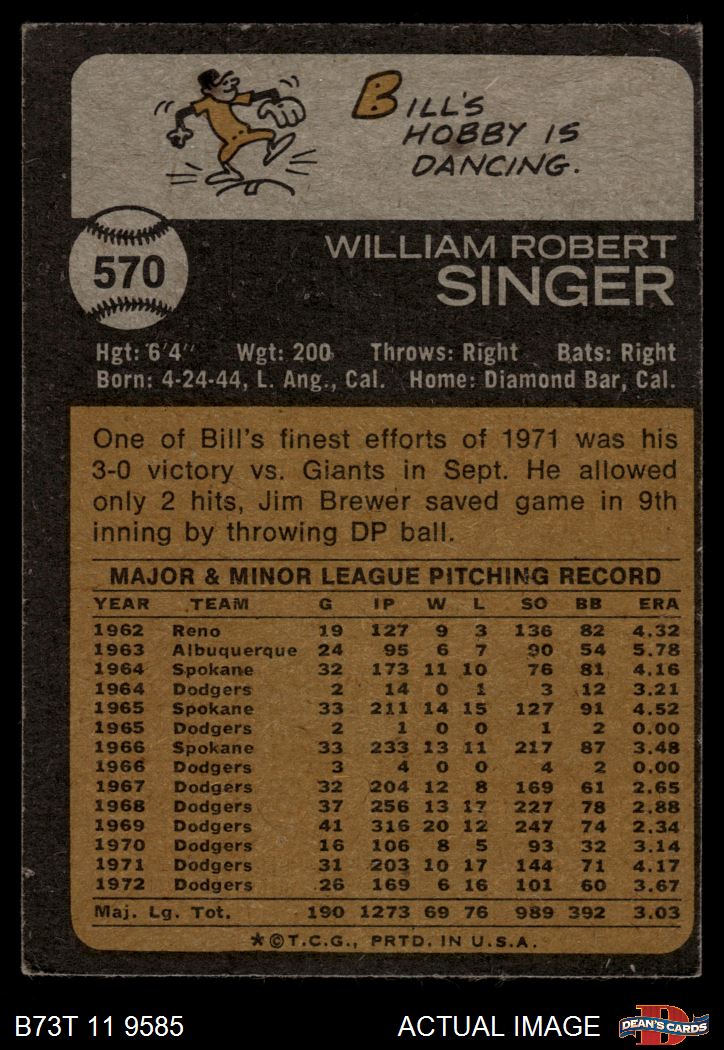 BILL'S
HOBBY IS
DANCING.
570
WILLIAM ROBERT
SINGER
Hgt: 6'4" Wgt: 200 Throws: Right Bats: Right
Born: 4-24-44, L. Ang., Cal. Home: Diamond Bar, Cal.
One of Bill's finest efforts of 1971 was his
3-0 victory vs. Giants in Sept. He allowed
only 2 hits, Jim Brewer saved game in 9th
inning by throwing DP ball.
MAJOR & MINOR LEAGUE PITCHING RECORD
YEAR TEAM G IP W L SO BB ERA
1962 Reno 19 127 9 3 136 82 4.32
1963 Albuquerque 24 95 6 7 90 54 5.78
1964 Spokane 32 173 11 10 76 81 4.16
1964 Dodgers 2 14 0 1 3 12 3.21
1965 Spokane 33 211 14 15 127 91 4.52
1965 Dodgers 2 1 0 0 1 2 0.00
1966 Spokane 33 233 13 11 217 87 3.48
1966 Dodgers 3 4 0 0 4 2 0.00
1967 Dodgers 32 204 12 8 169 61 2.65
1968 Dodgers 37 256 13 17 227 78 2.88
1969 Dodgers 41 316 20 12 247 74 2.34
1970 Dodgers 16 106 8 5 93 32 3.14
1971 Dodgers 31 203 10 17 144 71 4.17
1972 Dodgers 26 169 6 16 101 60 3.67
Maj. Lg. Tot. 190 1273 69 76 989 392 3.03
★©T.C.G., PRTD. IN U.S.A.
B73T 11 9585 ACTUAL IMAGE
D
DEAN'S CARDS